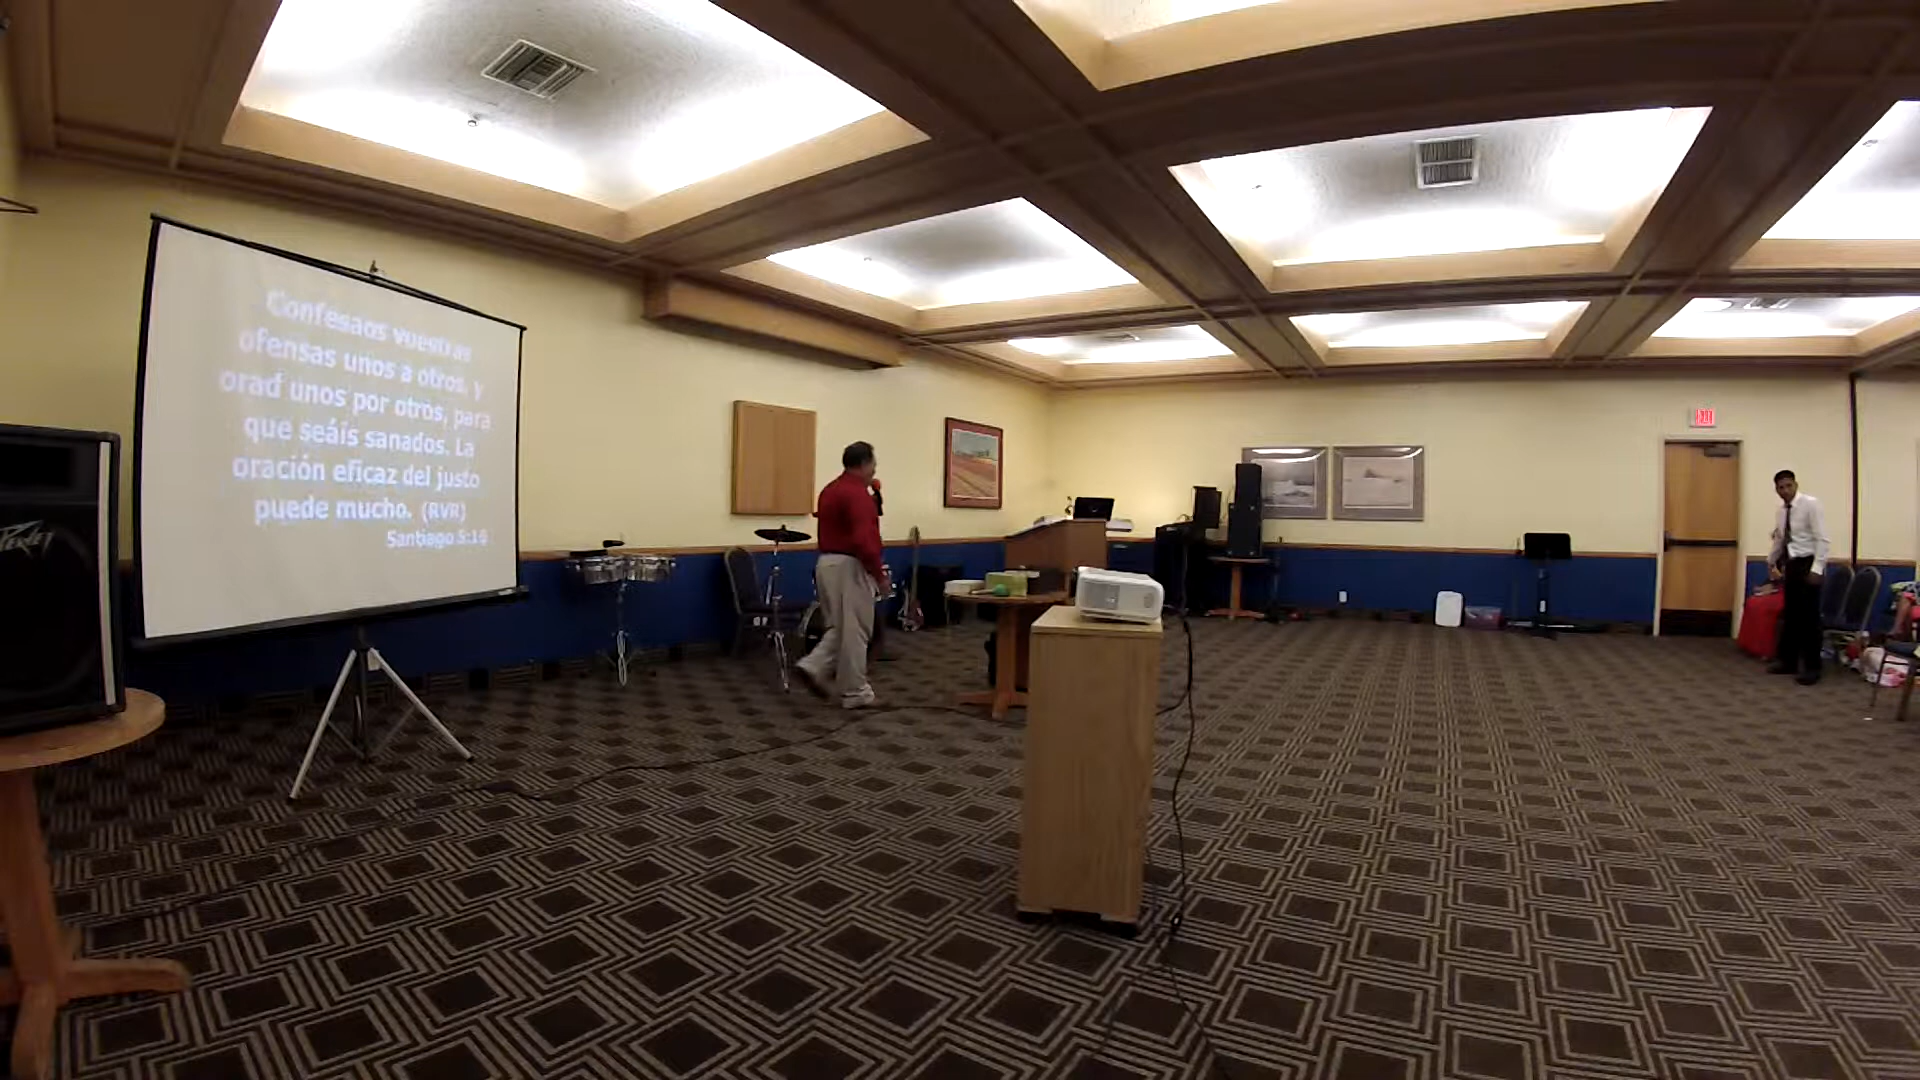 Confesaos vuestras
ofensas unos a otros, y
orad unos por otros, para
que seáis sanados. La
oración eficaz del justo
puede mucho. (RVR)
Santiago 5:16
PEAVEY
EXIT